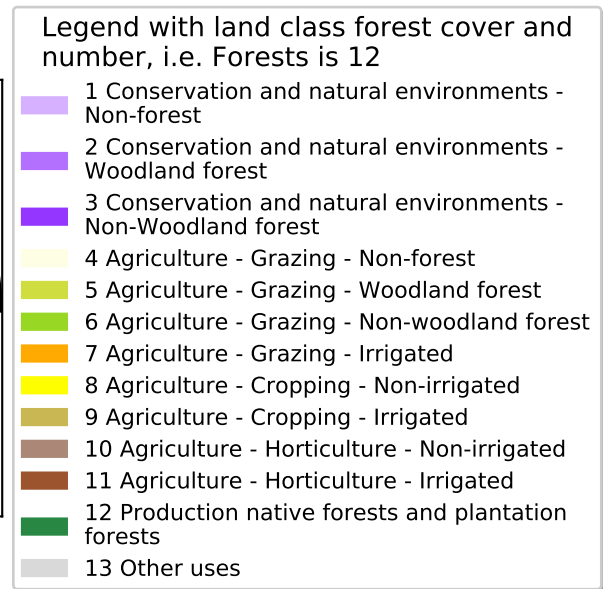 Legend with land class forest cover and
number, i.e. Forests is 12
1 Conservation and natural environments -
Non-forest
2 Conservation and natural environments -
Woodland forest
3 Conservation and natural environments -
Non-Woodland forest
4 Agriculture - Grazing - Non-forest
5 Agriculture - Grazing - Woodland forest
6 Agriculture - Grazing - Non-woodland forest
7 Agriculture - Grazing - Irrigated
8 Agriculture - Cropping - Non-irrigated
9 Agriculture - Cropping - Irrigated
10 Agriculture - Horticulture - Non-irrigated
11 Agriculture - Horticulture - Irrigated
12 Production native forests and plantation
forests
13 Other uses